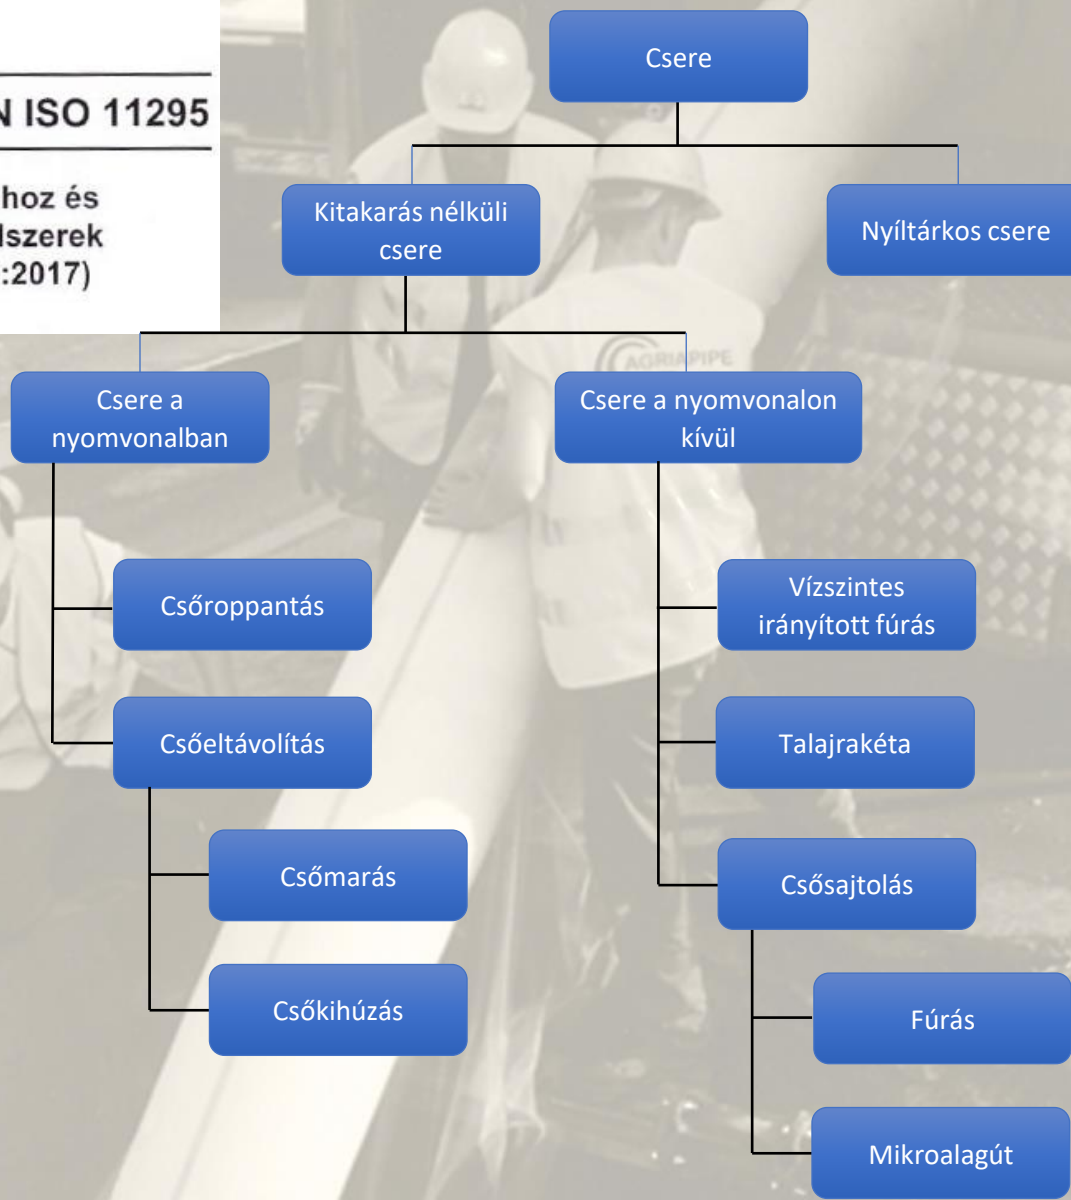 N ISO 11295
hoz és
lszerek
:2017)
Csere
Kitakarás nélküli
csere
Nyíltárkos csere
AGRIAPIPE
Csere a
nyomvonalban
Csere a nyomvonalon
kívül
Csőroppantás
Csőeltávolítás
Csőmarás
Csőkihúzás
Vízszintes
irányított fúrás
Talajrakéta
Csősajtolás
Fúrás
Mikroalagút